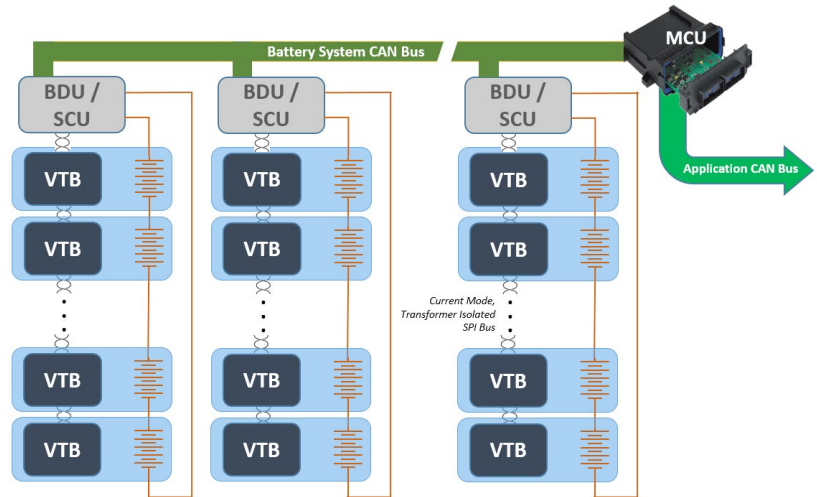 Battery System CAN Bus
MCU
BDU /
SCU
BDU /
SCU
BDU /
SCU
Application CAN Bus
VTB
VTB
VTB
VTB
VTB
VTB
Current Mode,
Transformer Isolated
SPI Bus
VTB
VTB
VTB
VTB
VTB
VTB